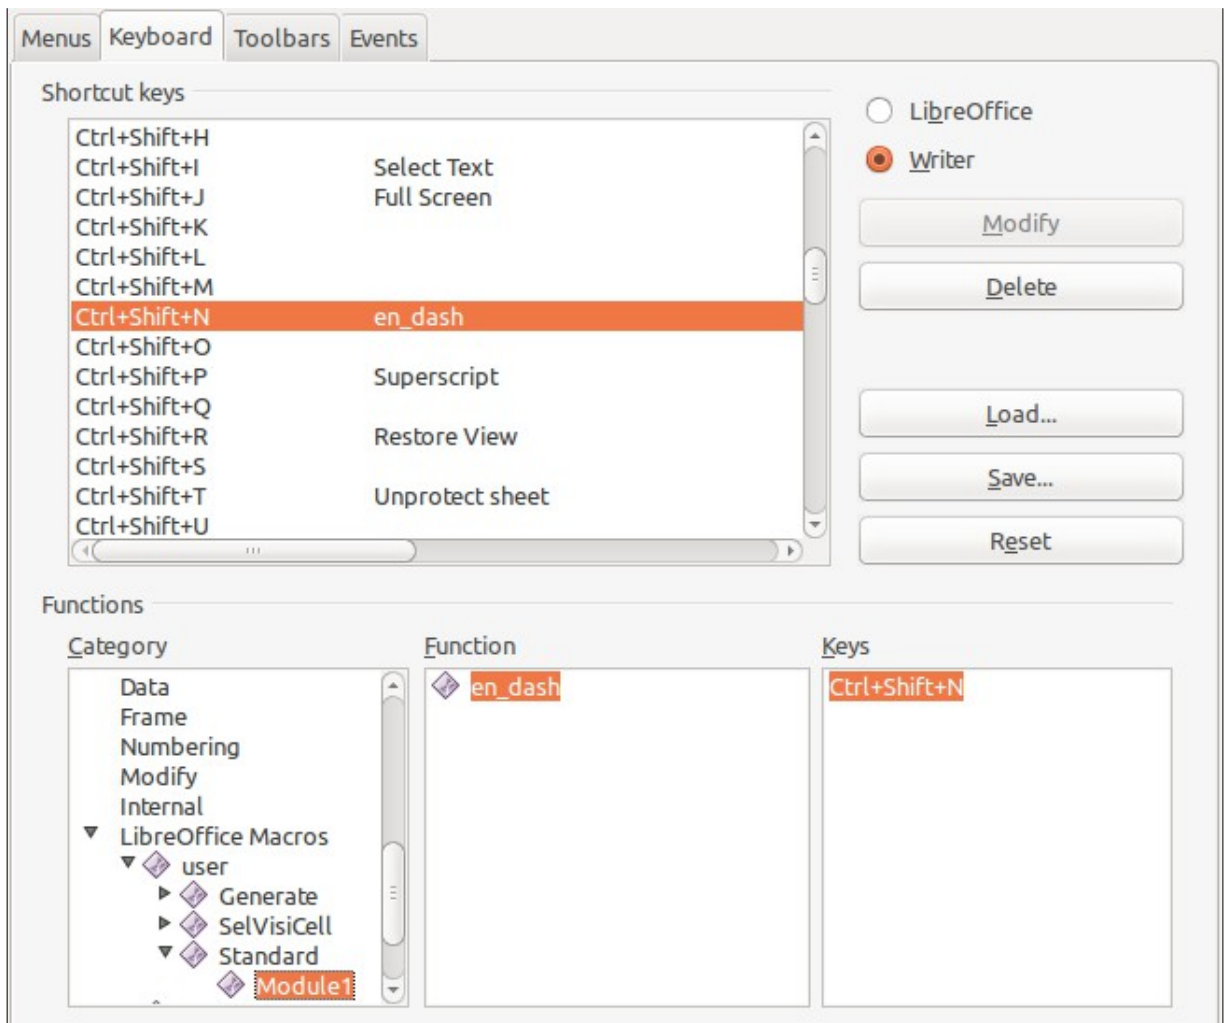 Menus Keyboard Toolbars Events
Shortcut keys
LibreOffice
Writer
Ctrl+Shift+H
Ctrl+Shift+I Select Text
Ctrl+Shift+J Full Screen
Ctrl+Shift+K
Ctrl+Shift+L
Ctrl+Shift+M
Ctrl+Shift+N en_dash
Ctrl+Shift+O
Ctrl+Shift+P Superscript
Ctrl+Shift+Q
Ctrl+Shift+R Restore View
Ctrl+Shift+S
Ctrl+Shift+T Unprotect sheet
Ctrl+Shift+U
Modify
Delete
Load...
Save...
Reset
Functions
Category
Data
Frame
Numbering
Modify
Internal
LibreOffice Macros
user
Generate
SelVisiCell
Standard
Module1
Function
en_dash
Keys
Ctrl+Shift+N